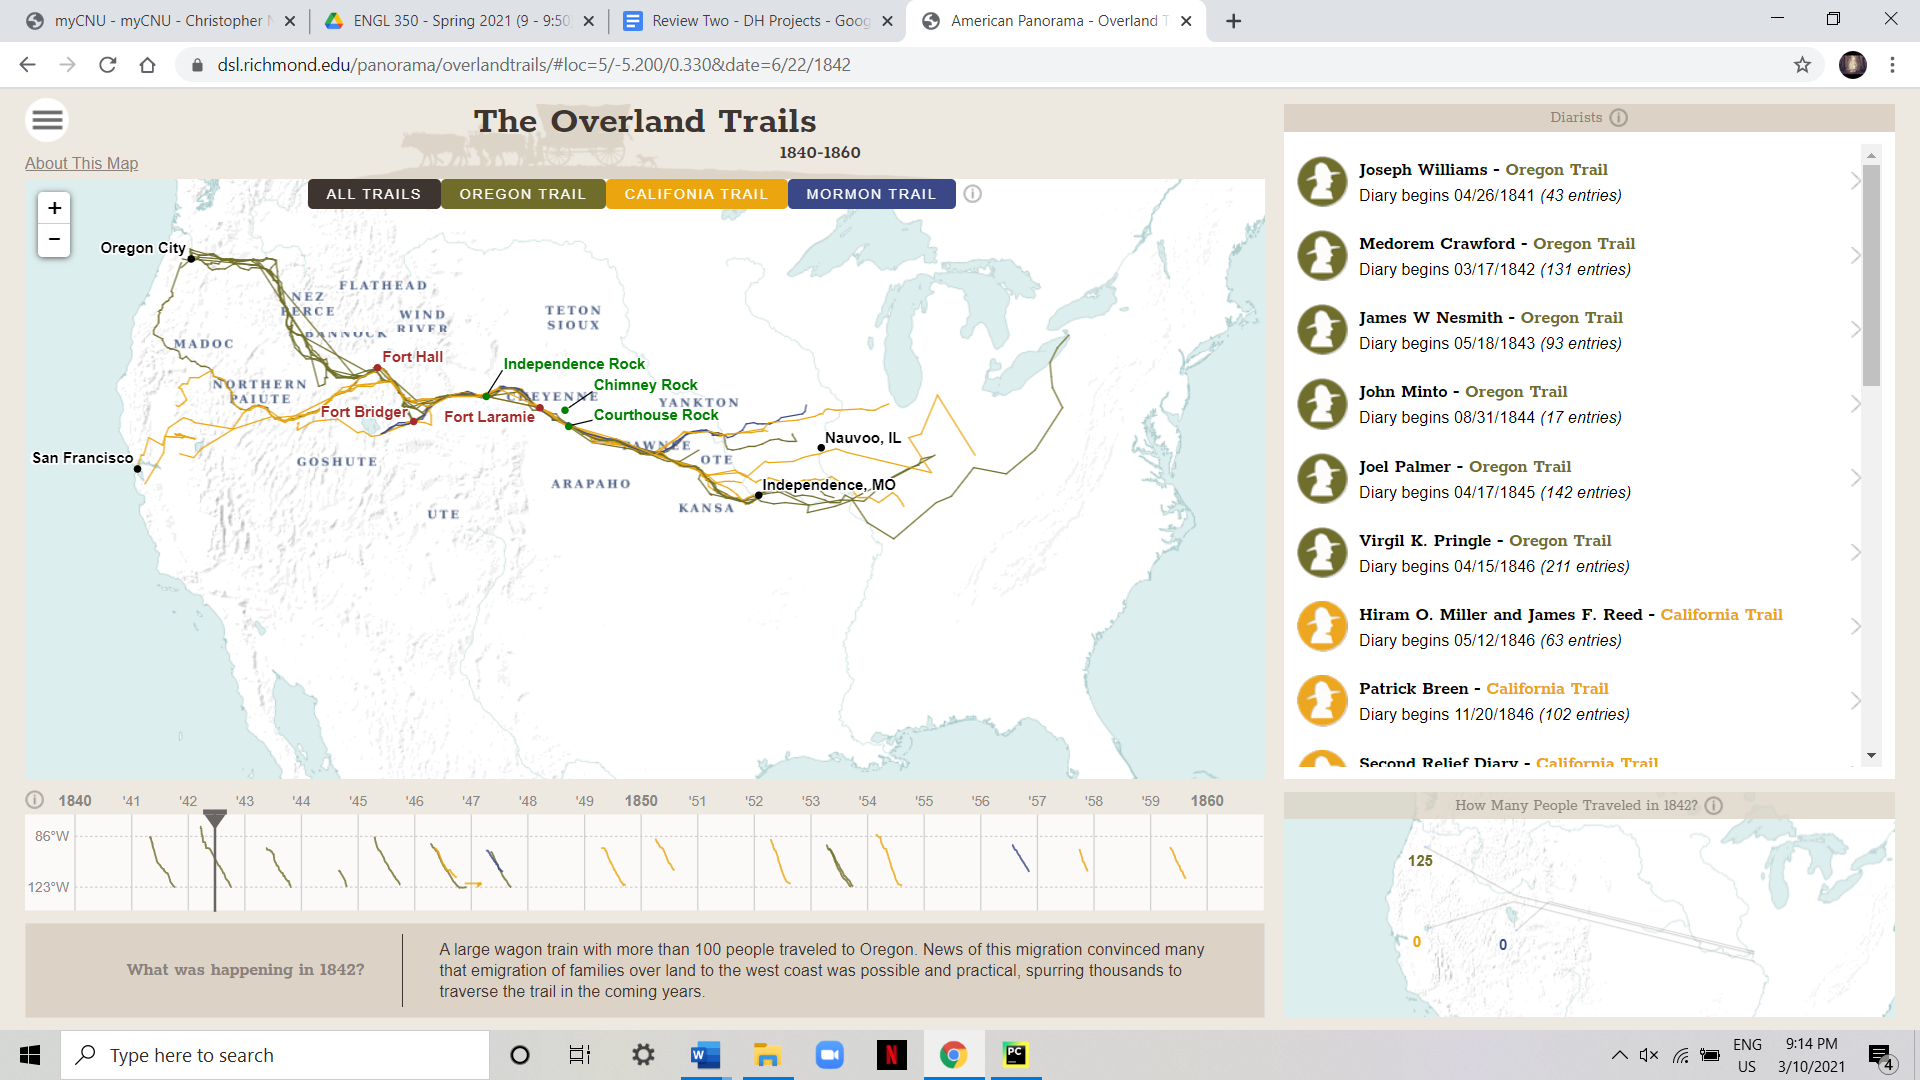 myCNU - myCNU - Christopher N
ENGL 350 - Spring 2021 (9 - 9:50
Review Two - DH Projects - Goog
American Panorama - Overland T
dsl.richmond.edu/panorama/overlandtrails/#loc=5/-5.200/0.330&date=6/22/1842
The Overland Trails
1840-1860
About This Map
ALL TRAILS
OREGON TRAIL
CALIFONIA TRAIL
MORMON TRAIL
+
-
Oregon City
FLATHEAD
NEZ
PERCE
WIND
RIVER
TETON
SIOUX
BANNOCK
MADOC
Fort Hall
Independence Rock
Chimney Rock
NORTHERN
PAIUTE
CHEYENNE
YANKTON
Fort Bridger
Fort Laramie
Courthouse Rock
PAWNEE
Nauvoo, IL
San Francisco
GOSHUTE
OTE
ARAPAHO
Independence, MO
KANSA
UTE
Diarists
Joseph Williams - Oregon Trail
Diary begins 04/26/1841 (43 entries)
Medorem Crawford - Oregon Trail
Diary begins 03/17/1842 (131 entries)
James W Nesmith - Oregon Trail
Diary begins 05/18/1843 (93 entries)
John Minto - Oregon Trail
Diary begins 08/31/1844 (17 entries)
Joel Palmer - Oregon Trail
Diary begins 04/17/1845 (142 entries)
Virgil K. Pringle - Oregon Trail
Diary begins 04/15/1846 (211 entries)
Hiram O. Miller and James F. Reed - California Trail
Diary begins 05/12/1846 (63 entries)
Patrick Breen - California Trail
Diary begins 11/20/1846 (102 entries)
Second Relief Diary - California Trail
1840 '41 '42 '43 '44 '45 '46 '47 '48 '49 1850 '51 '52 '53 '54 '55 '56 '57 '58 '59 1860
86°W
123°W
What was happening in 1842?
A large wagon train with more than 100 people traveled to Oregon. News of this migration convinced many
that emigration of families over land to the west coast was possible and practical, spurring thousands to
traverse the trail in the coming years.
How Many People Traveled in 1842?
125
0
0
Type here to search
W
N
PC
ENG
US
9:14 PM
3/10/2021
4